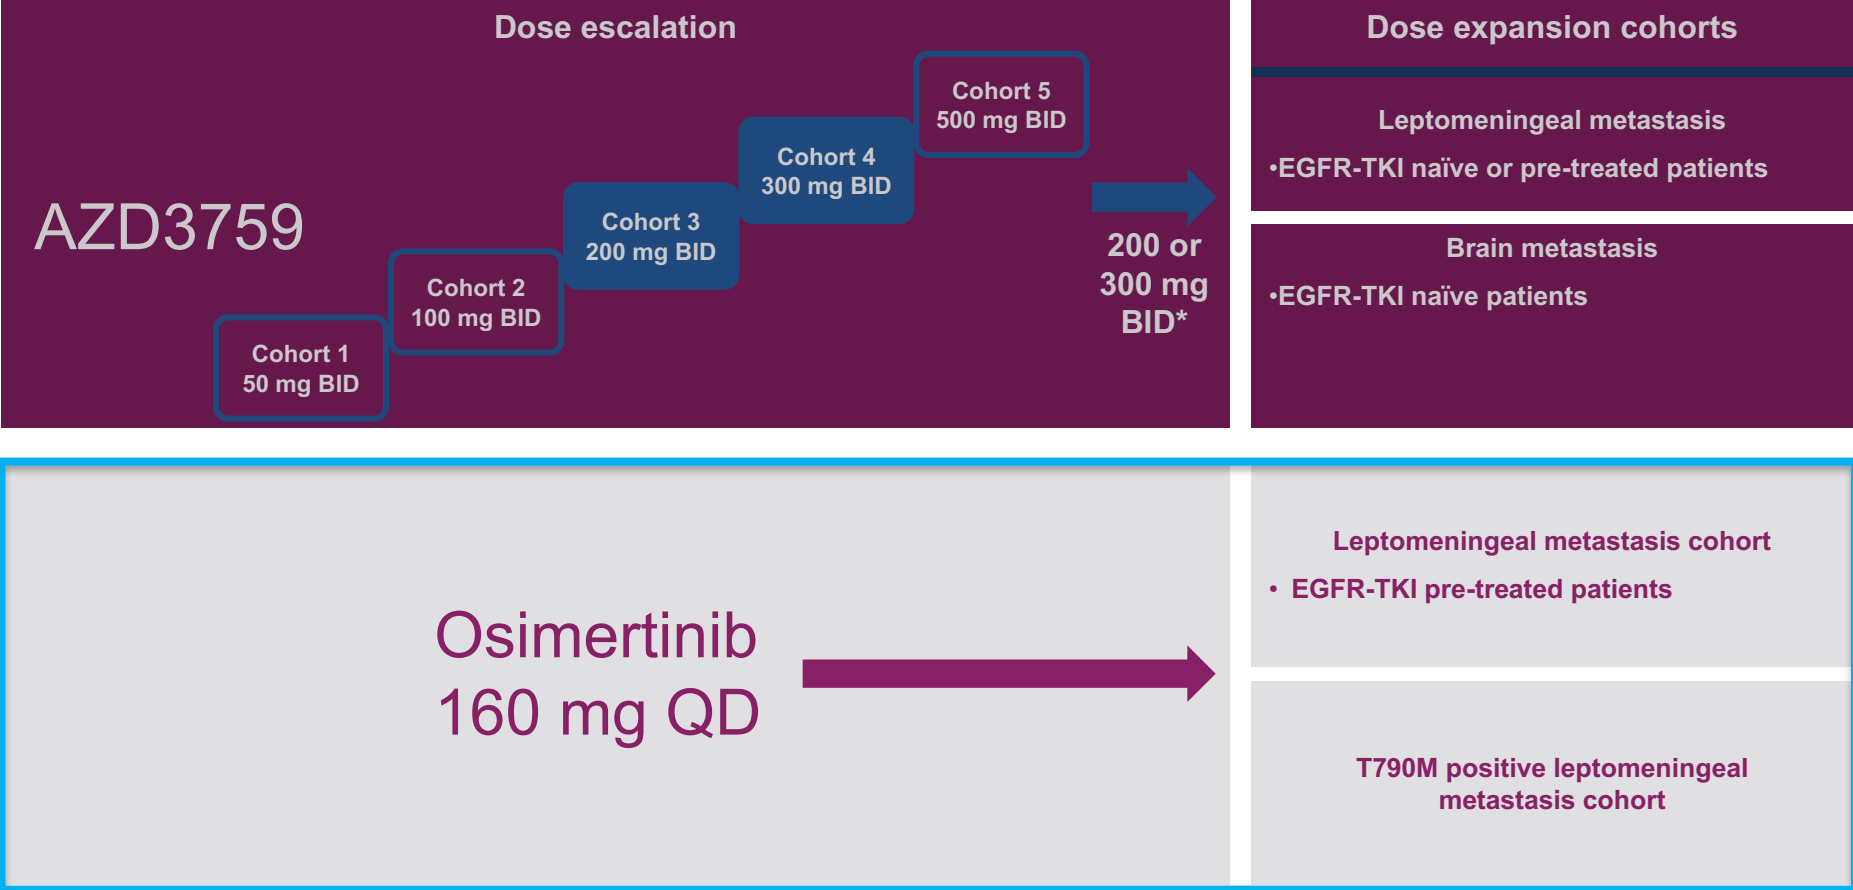 Dose escalation
AZD3759
Cohort 1
50 mg BID
Cohort 2
100 mg BID
Cohort 3
200 mg BID
Cohort 4
300 mg BID
Cohort 5
500 mg BID
200 or
300 mg
BID*
Dose expansion cohorts
Leptomeningeal metastasis
•EGFR-TKI naïve or pre-treated patients
Brain metastasis
•EGFR-TKI naïve patients
Osimertinib
160 mg QD
Leptomeningeal metastasis cohort
• EGFR-TKI pre-treated patients
T790M positive leptomeningeal
metastasis cohort